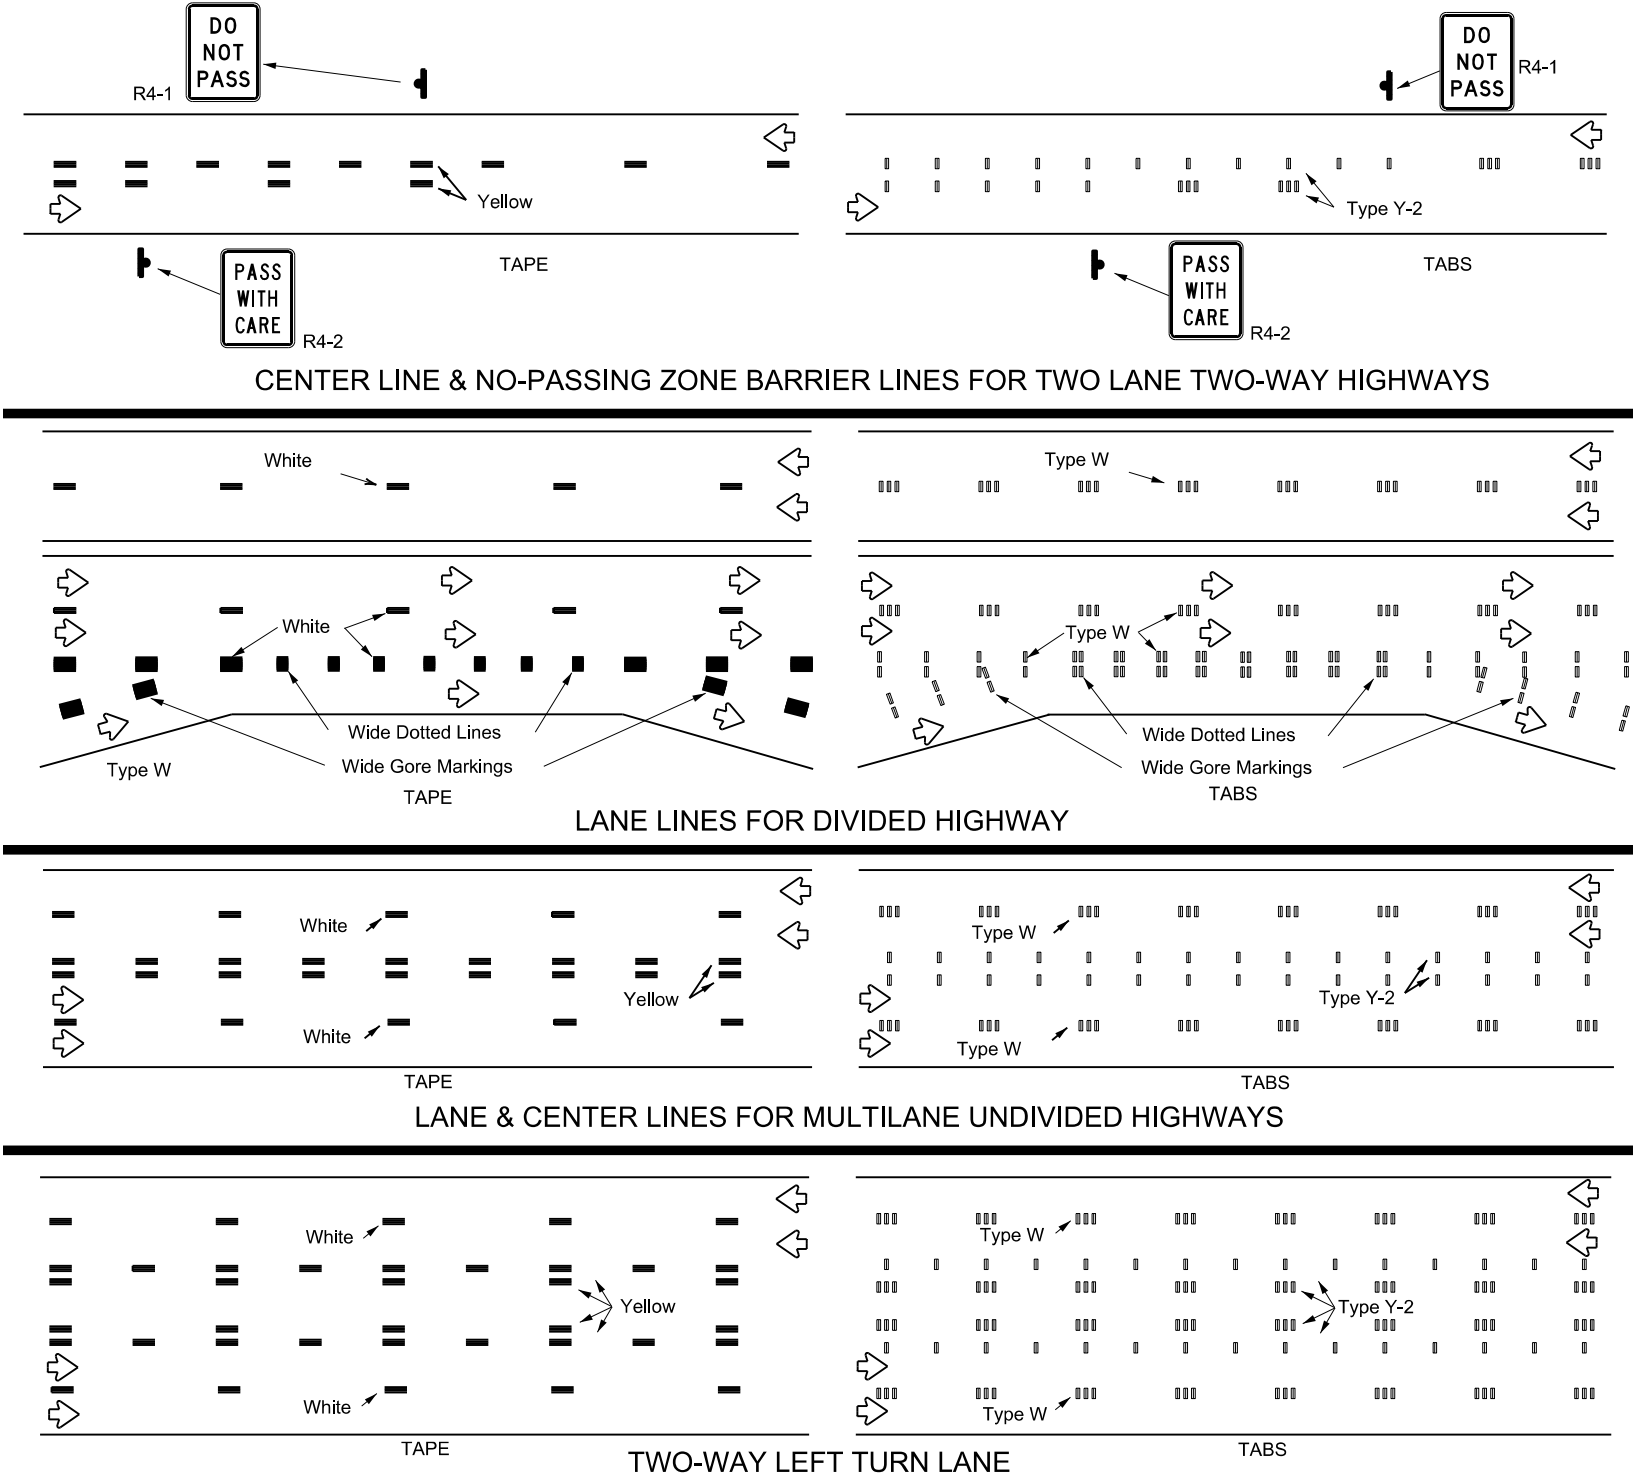 DO
NOT
PASS
R4-1
DO
NOT
PASS
R4-1
Yellow
Type Y-2
PASS
WITH
CARE
R4-2
TAPE
PASS
WITH
CARE
R4-2
TABS
CENTER LINE & NO-PASSING ZONE BARRIER LINES FOR TWO LANE TWO-WAY HIGHWAYS
White
Type W
White
Type W
Wide Dotted Lines
Wide Gore Markings
Type W
TAPE
Wide Dotted Lines
Wide Gore Markings
TABS
LANE LINES FOR DIVIDED HIGHWAY
White
Yellow
White
TAPE
Type W
Type Y-2
Type W
TABS
LANE & CENTER LINES FOR MULTILANE UNDIVIDED HIGHWAYS
White
Yellow
White
TAPE
Type W
Type Y-2
Type W
TABS
TWO-WAY LEFT TURN LANE